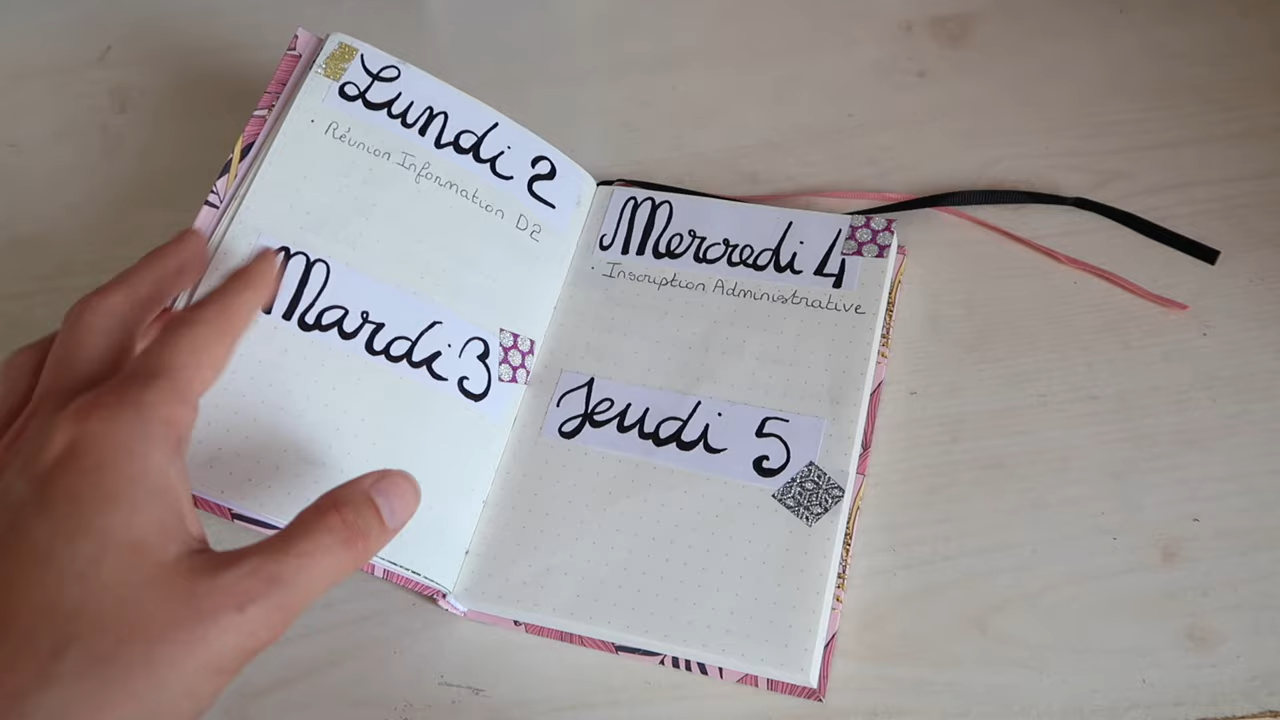 Lundi 2
• Réunion Information D2
Mardi 3
Mercredi 4
• Inscription Administrative
Jeudi 5